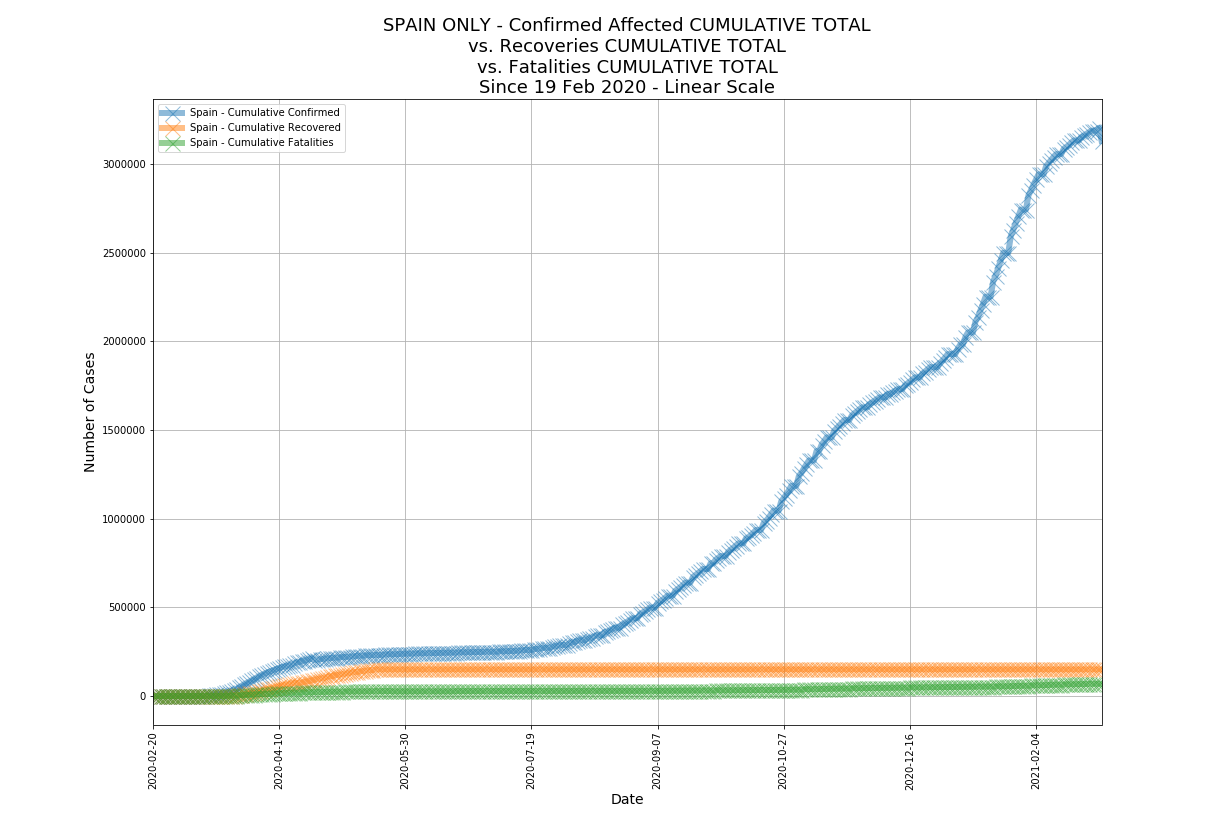 SPAIN ONLY - Confirmed Affected CUMULATIVE TOTAL
vs. Recoveries CUMULATIVE TOTAL
vs. Fatalities CUMULATIVE TOTAL
Since 19 Feb 2020 - Linear Scale
Spain - Cumulative Confirmed
Spain - Cumulative Recovered
Spain - Cumulative Fatalities
Number of Cases
3000000
2500000
2000000
1500000
1000000
500000
0
2020-02-20
2020-04-10
2020-05-30
2020-07-19
2020-09-07
2020-10-27
2020-12-16
2021-02-04
Date